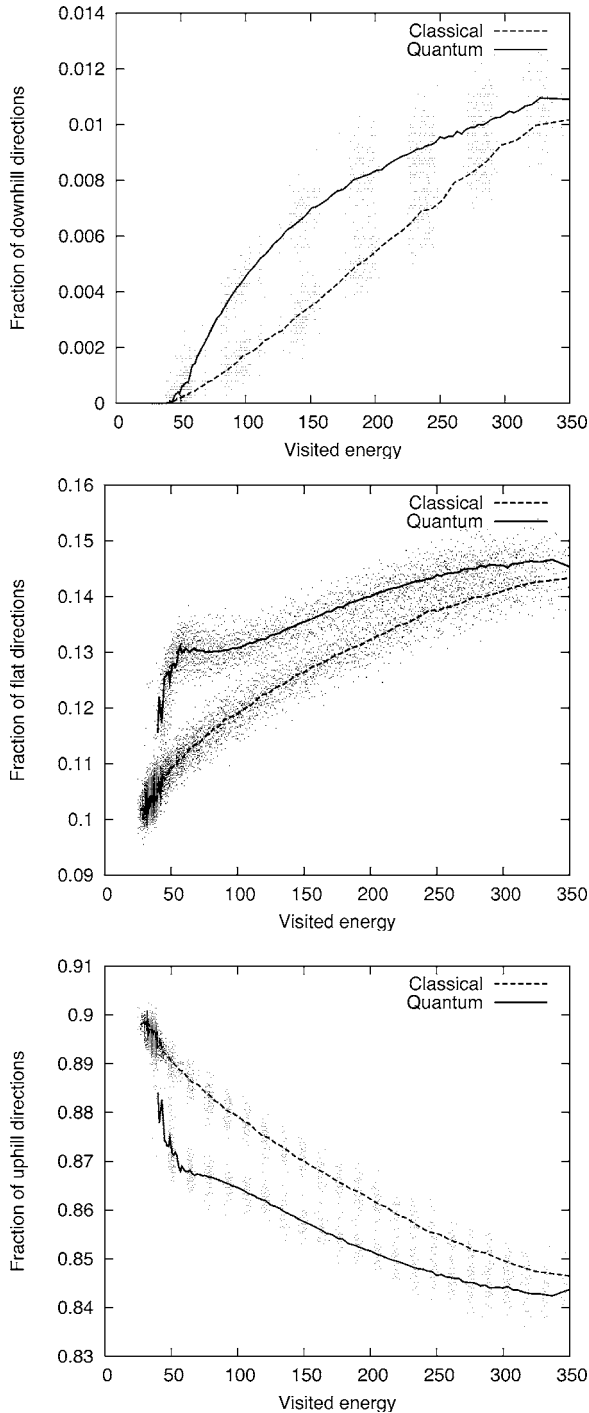 0.014
0.012
0.01
0.008
0.006
0.004
0.002
0
Fraction of downhill directions
Classical
Quantum
0 50 100 150 200 250 300 350
Visited energy
0.16
0.15
0.14
0.13
0.12
0.11
0.1
0.09
Fraction of flat directions
Classical
Quantum
0 50 100 150 200 250 300 350
Visited energy
0.91
0.9
0.89
0.88
0.87
0.86
0.85
0.84
0.83
Fraction of uphill directions
Classical
Quantum
0 50 100 150 200 250 300 350
Visited energy